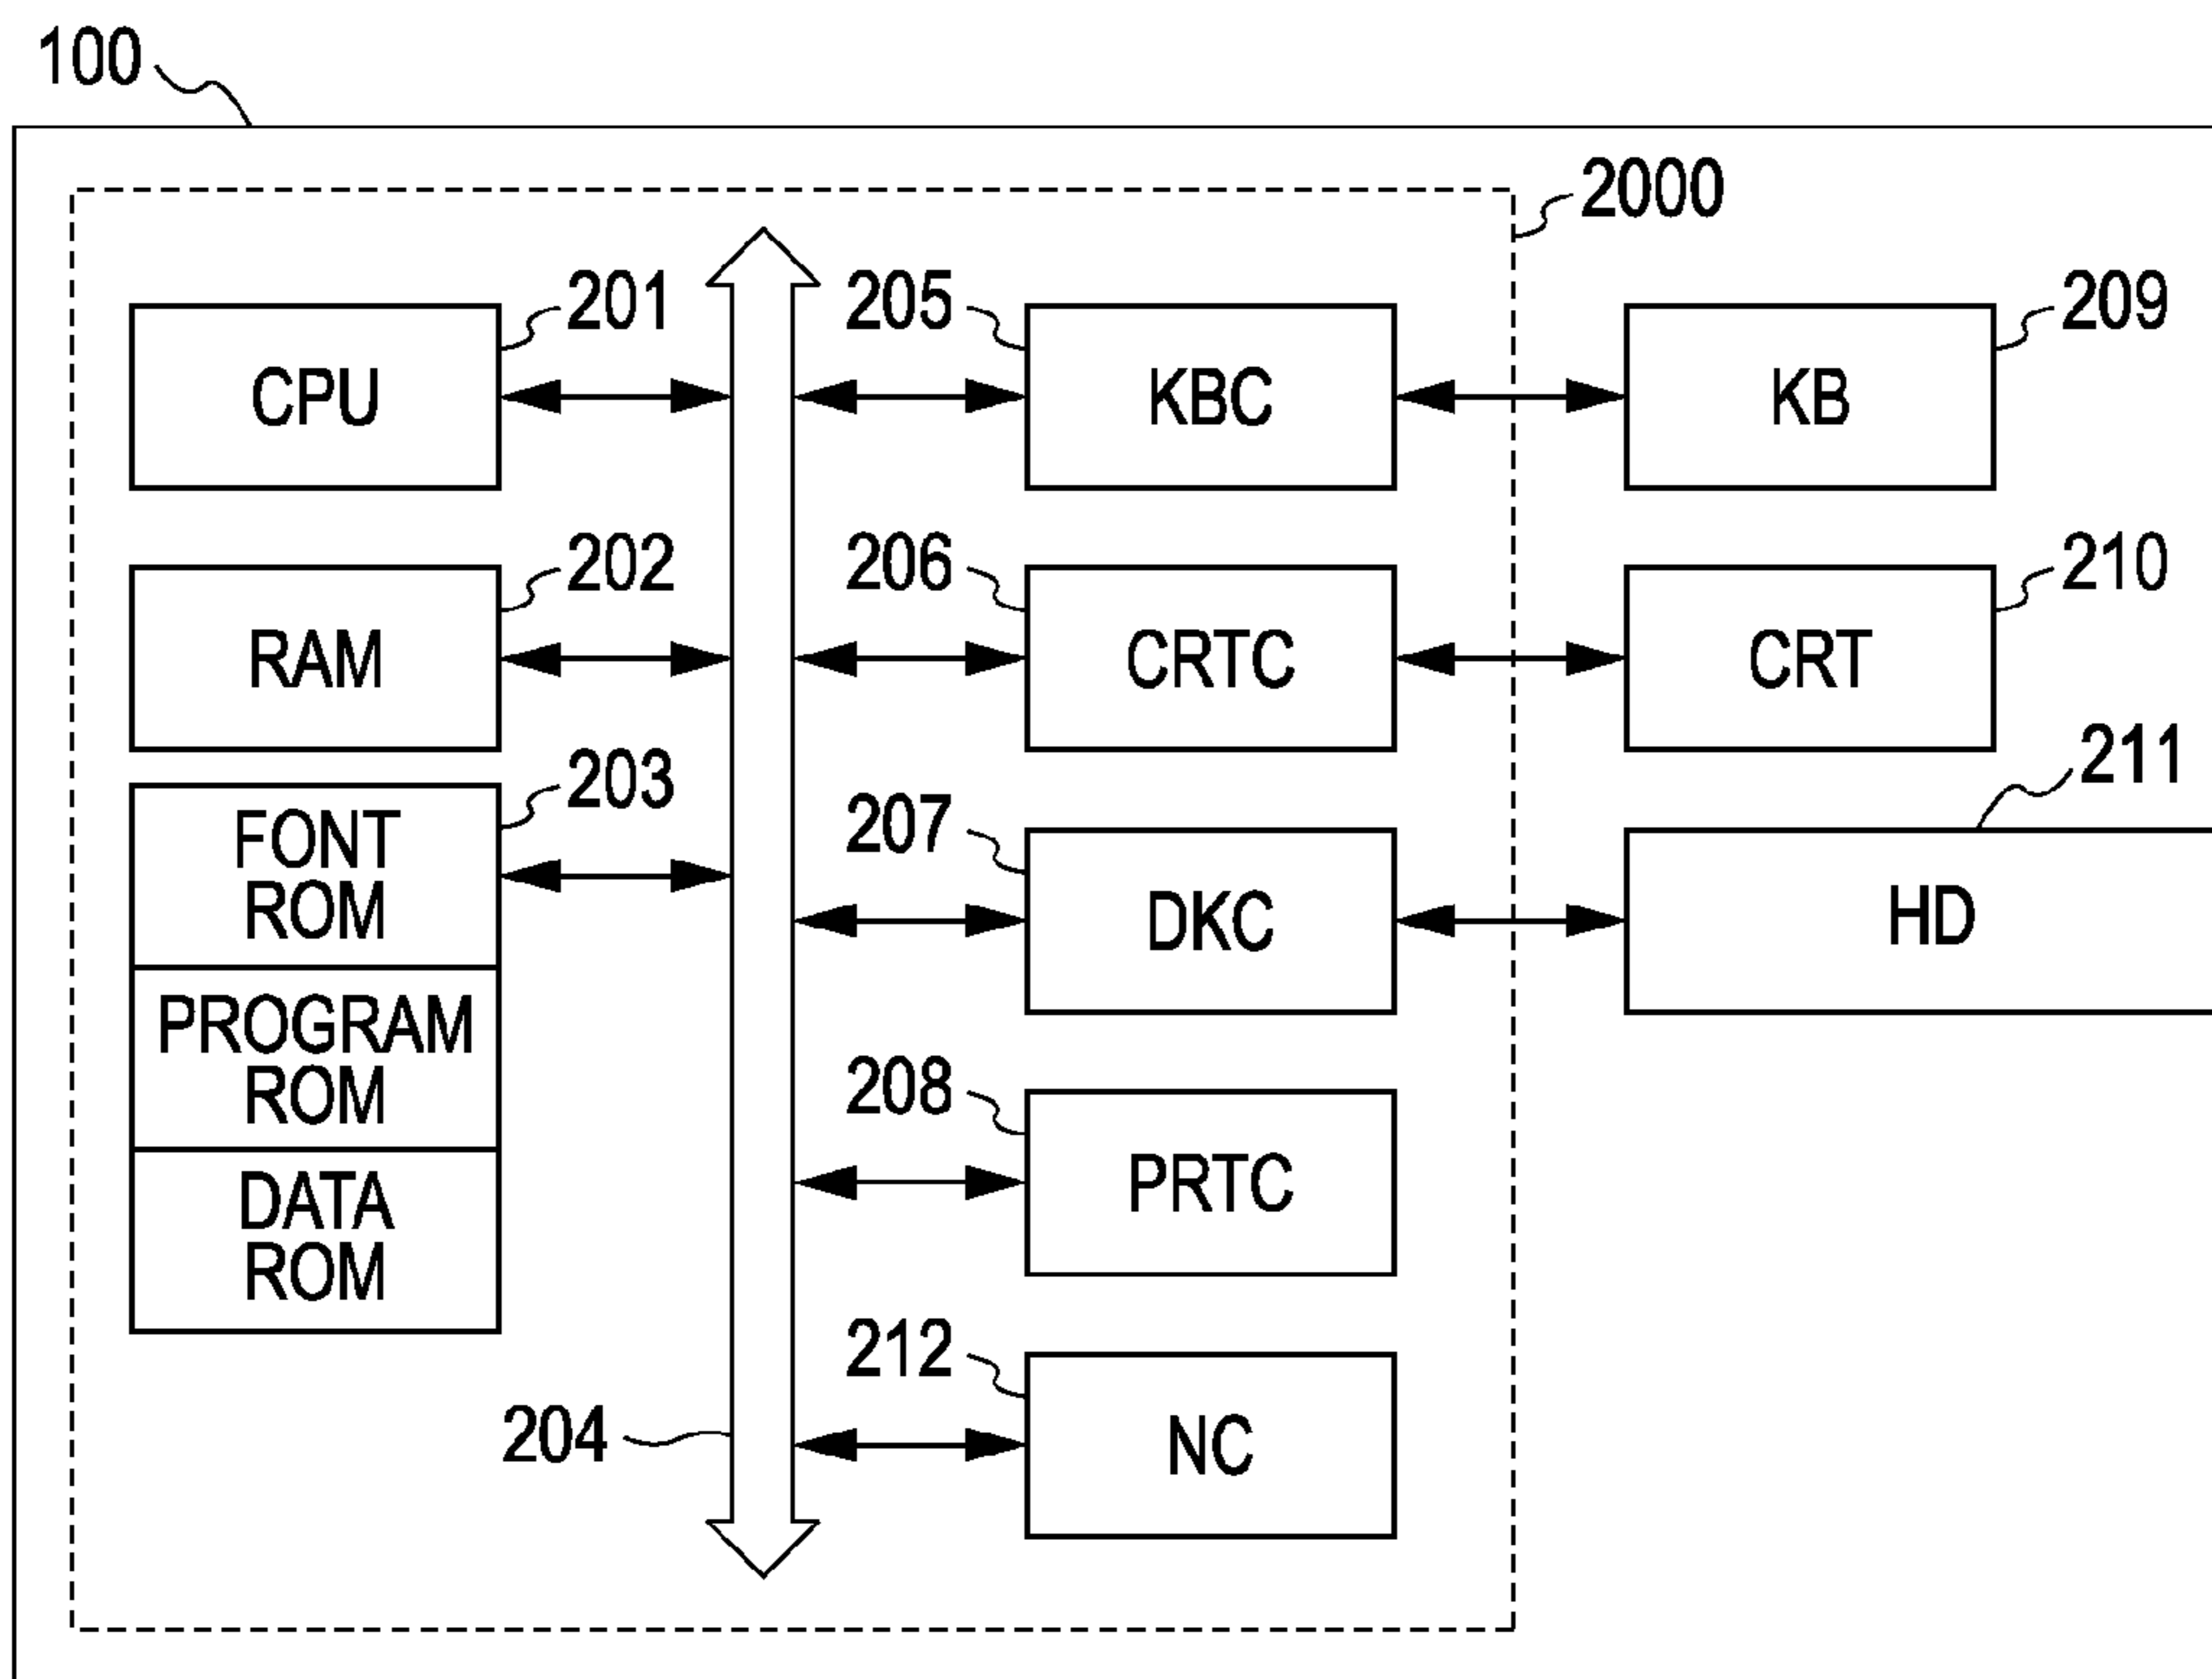 100
2000
201
205
209
CPU
KBC
KB
202
206
210
RAM
CRTC
CRT
203
207
211
FONT
ROM
DKC
HD
PROGRAM
ROM
208
DATA
ROM
PRTC
212
204
NC